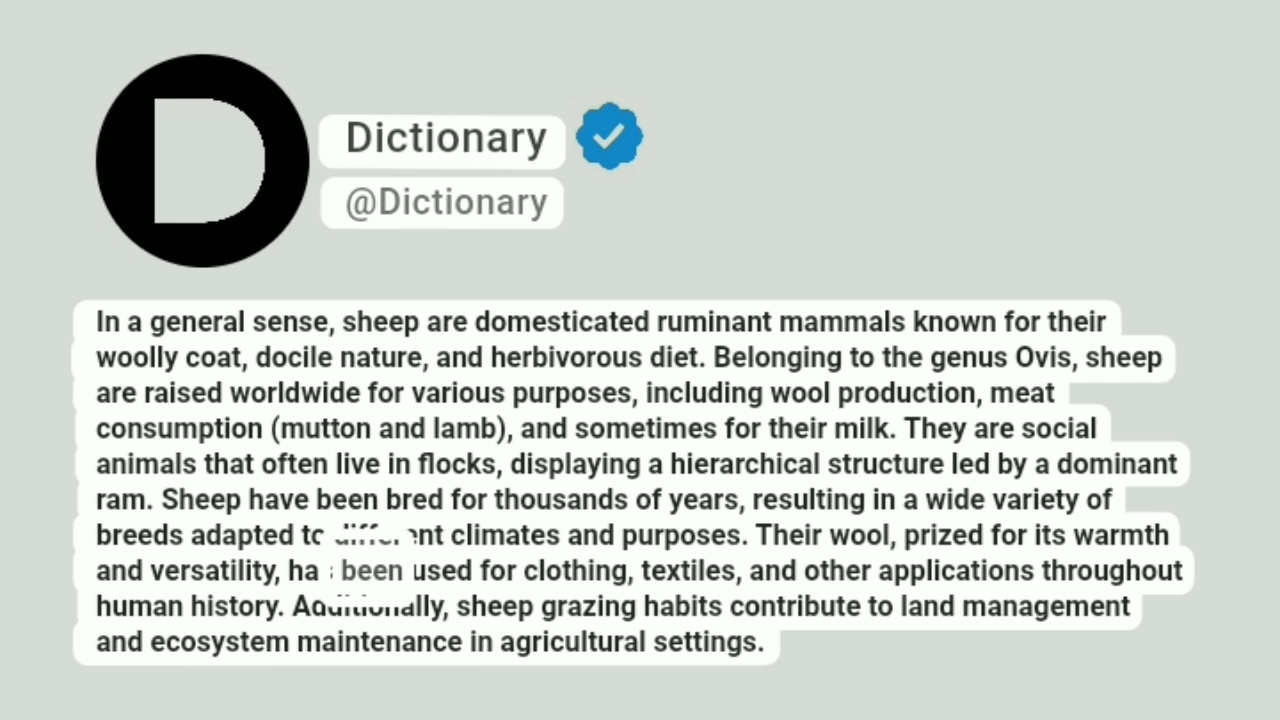 D
Dictionary
@Dictionary
In a general sense, sheep are domesticated ruminant mammals known for their
woolly coat, docile nature, and herbivorous diet. Belonging to the genus Ovis, sheep
are raised worldwide for various purposes, including wool production, meat
consumption (mutton and lamb), and sometimes for their milk. They are social
animals that often live in flocks, displaying a hierarchical structure led by a dominant
ram. Sheep have been bred for thousands of years, resulting in a wide variety of
breeds adapted to different climates and purposes. Their wool, prized for its warmth
and versatility, has been used for clothing, textiles, and other applications throughout
human history. Additionally, sheep grazing habits contribute to land management
and ecosystem maintenance in agricultural settings.